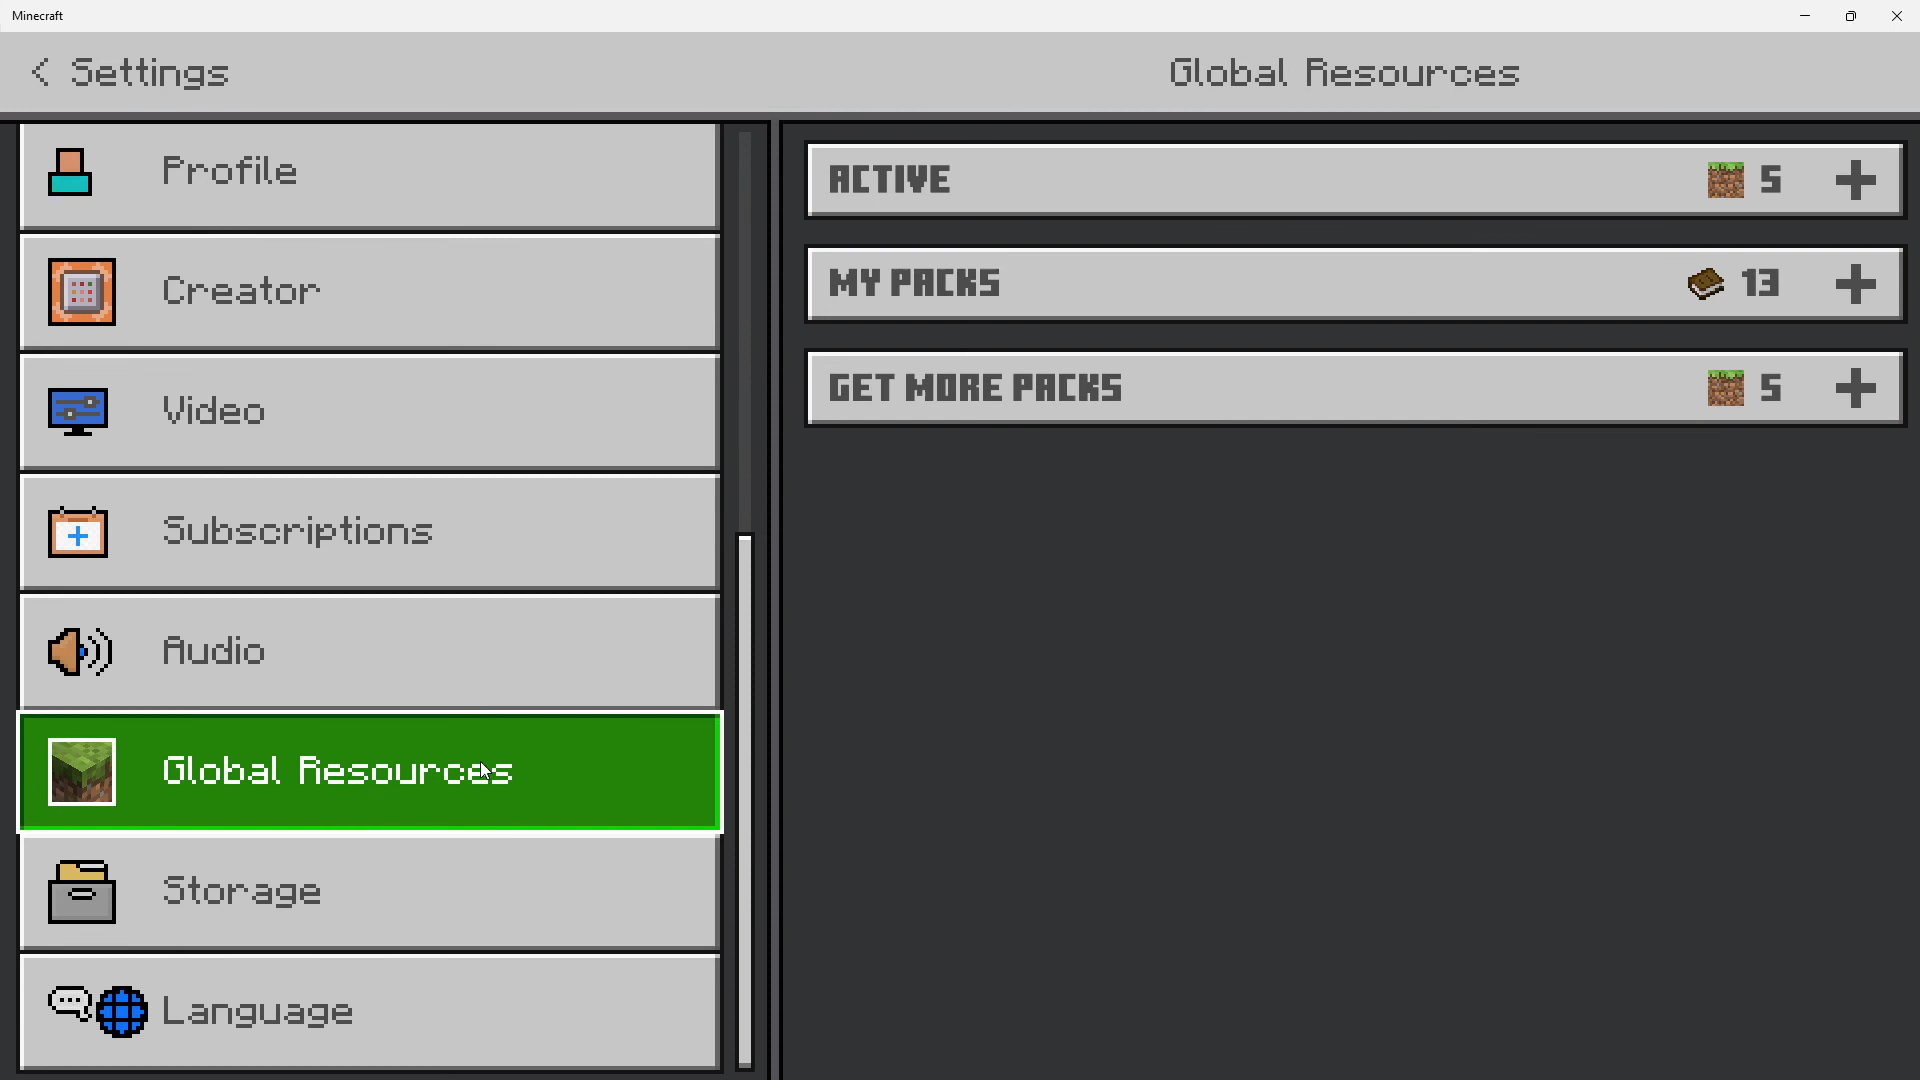 Minecraft
Settings
Global Resources
Profile
Creator
Video
Subscriptions
Audio
Global Resources
Storage
Language
ACTIVE 5
MY PACKS 13
GET MORE PACKS 5